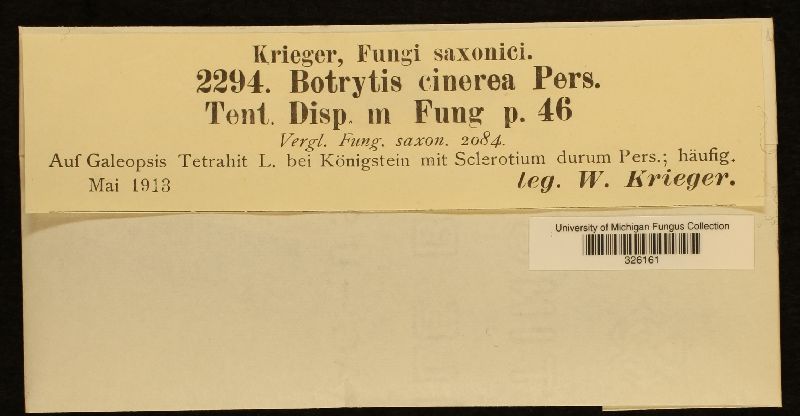 Krieger, Fungi saxonici.
2294. Botrytis cinerea Pers.
Tent. Disp. m Fung p. 46
Vergl. Fung. saxon. 2084.
Auf Galeopsis Tetrahit L. bei Königstein mit Sclerotium durum Pers.; häufig.
Mai 1913
leg. W. Krieger.
University of Michigan Fungus Collection
326161